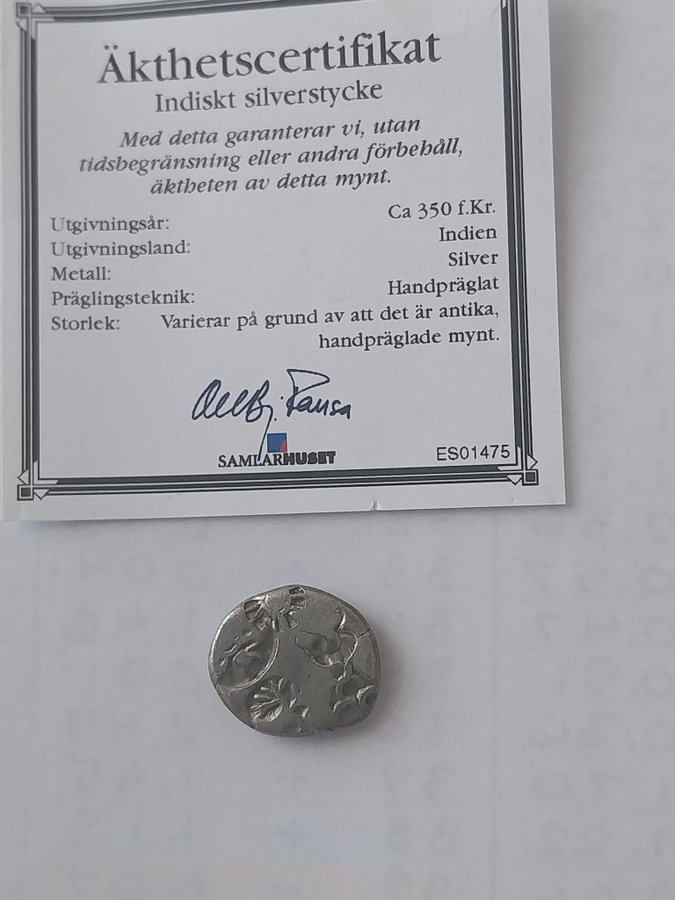 Äkthetscertifikat
Indiskt silverstycke
Med detta garanterar vi, utan
tidsbegränsning eller andra förbehåll,
äktheten av detta mynt.
Utgivningsår: Ca 350 f.Kr.
Utgivningsland: Indien
Metall: Silver
Präglingsteknik: Handpräglat
Storlek: Varierar på grund av att det är antika,
handpräglade mynt.
SAMLARHUSET ES01475